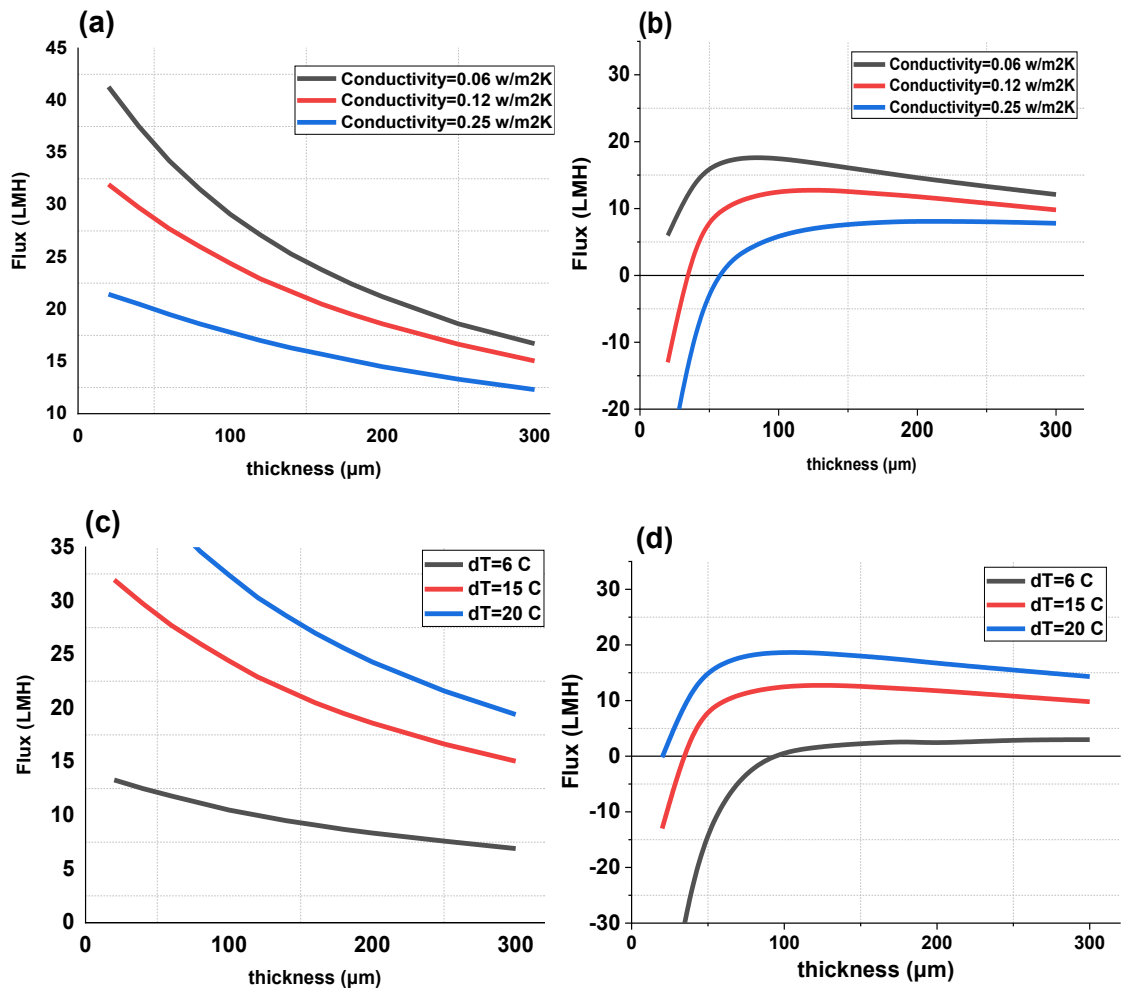 (a)
45
40
35
30
25
20
15
10
Flux (LMH)
Conductivity=0.06 w/m2K
Conductivity=0.12 w/m2K
Conductivity=0.25 w/m2K
0
100
200
300
thickness (µm)
(b)
30
20
10
0
-10
-20
Flux (LMH)
Conductivity=0.06 w/m2K
Conductivity=0.12 w/m2K
Conductivity=0.25 w/m2K
0
100
200
300
thickness (µm)
(c)
35
30
25
20
15
10
5
0
Flux (LMH)
dT=6 C
dT=15 C
dT=20 C
0
100
200
300
thickness (µm)
(d)
30
20
10
0
-10
-20
-30
Flux (LMH)
dT=6 C
dT=15 C
dT=20 C
0
100
200
300
thickness (µm)